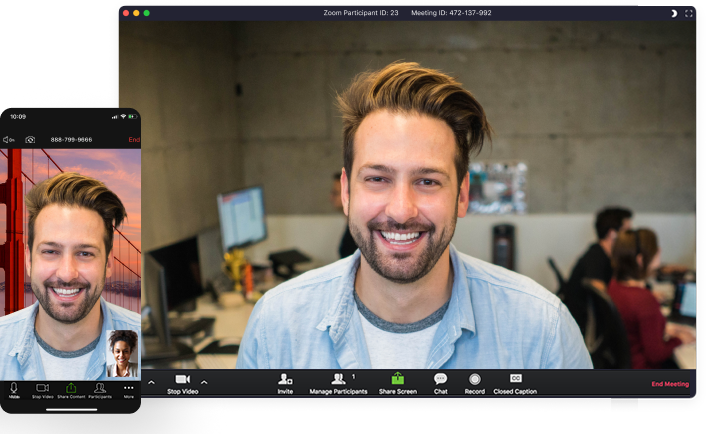 Zoom Participant ID: 23 Meeting ID: 472-137-992
10:09
888-799-9666 End
Stop Video Share Content Participants More
Stop Video Invite Manage Participants 1 Share Screen Chat Record CC Closed Caption End Meeting